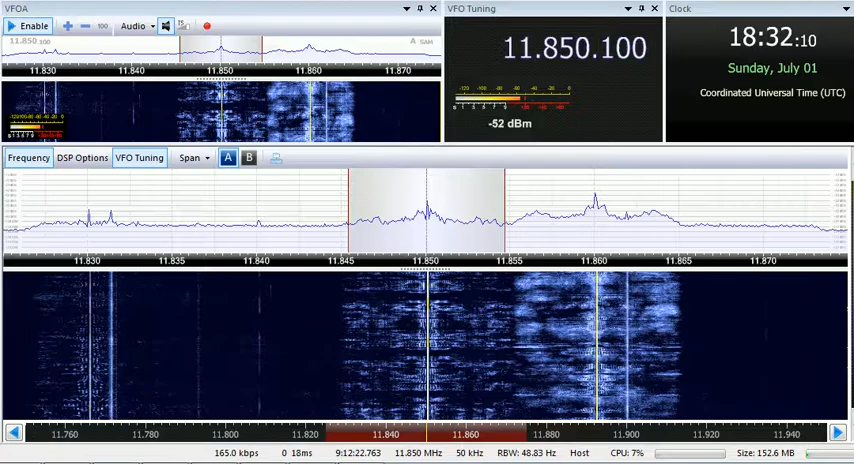 VFOA
VFO Tuning
Clock
Enable
100
Audio
11.850.100
A SAM
11.830 11.840 11.850 11.860 11.870
11.850.100
-52 dBm
18:32:10
Sunday, July 01
Coordinated Universal Time (UTC)
Frequency DSP Options VFO Tuning Span A B
11.830 11.835 11.840 11.845 11.850 11.855 11.860 11.865 11.870
11.760 11.780 11.800 11.820 11.840 11.860 11.880 11.900 11.920 11.940
165.0 kbps 0 18ms 9:12:22.763 11.850 MHz 50 kHz RBW: 48.83 Hz Host CPU: 7% Size: 152.6 MB